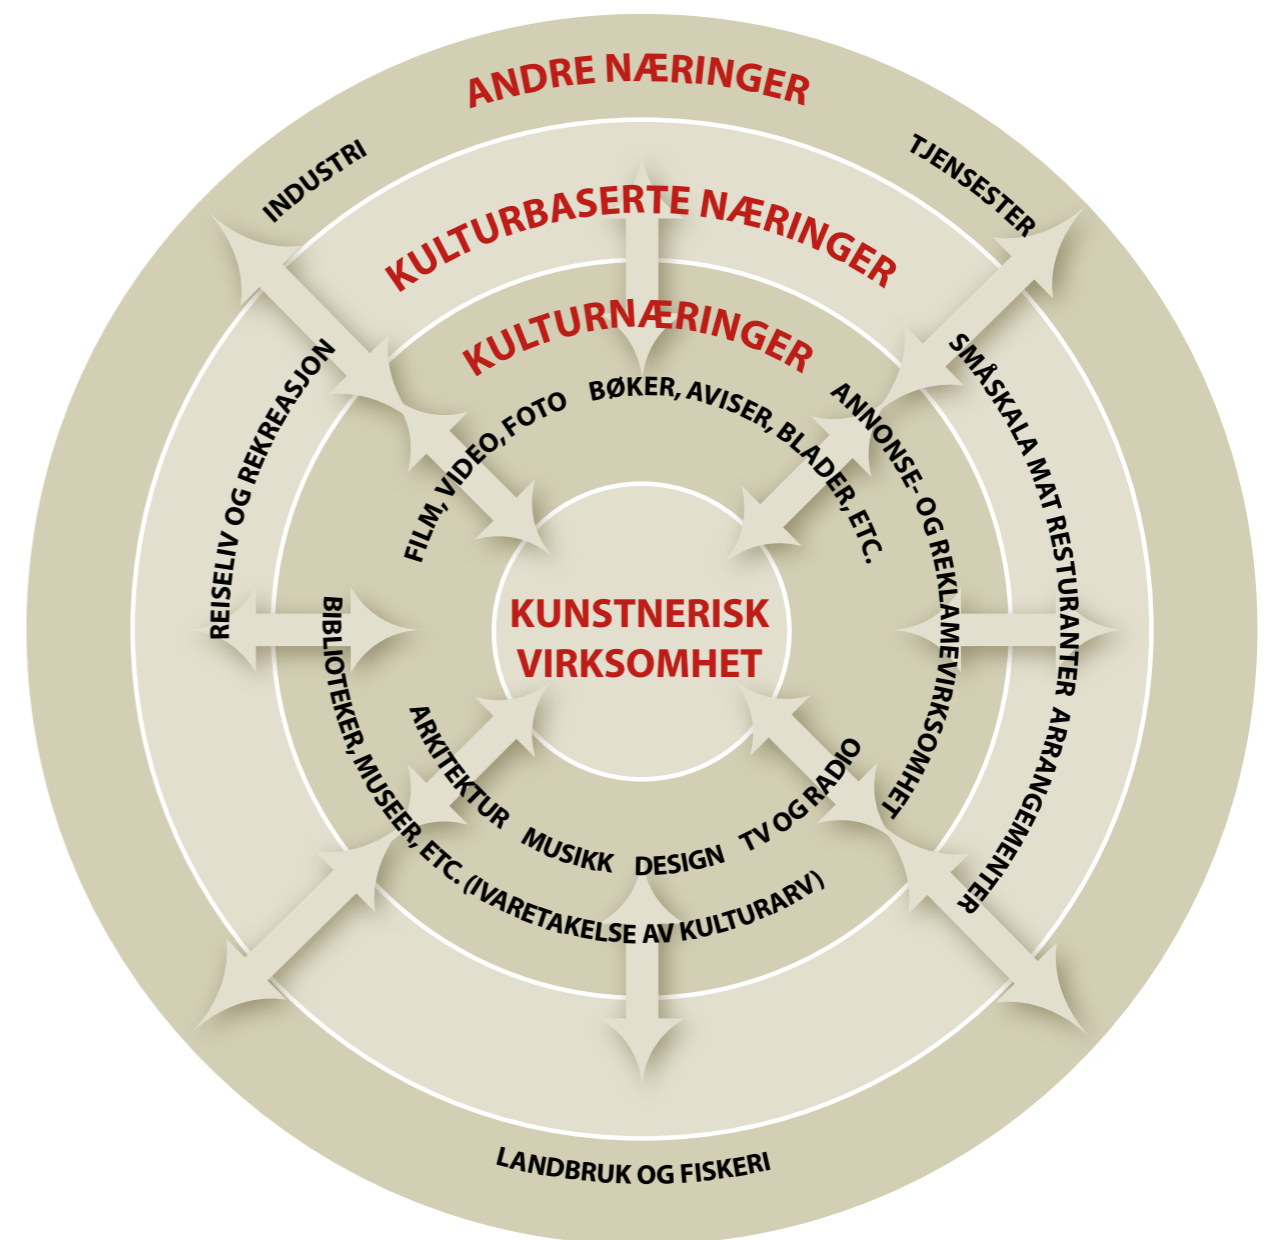 ANDRE NÆRINGER
INDUSTRI
TJENSESTER
KULTURBASERTE NÆRINGER
KULTURNÆRINGER
REISELIV OG REKREASJON
SMÅSKALA MAT RESTURANTER
ARRANGEMENTER
FILM, VIDEO, FOTO
BØKER, AVISER, BLADER, ETC.
ANNONSE- OG REKLAMEVIRKSOMHET
KUNSTNERISK
VIRKSOMHET
BIBLIOTEKER, MUSEER, ETC. (IVARETAKELSE AV KULTURARV)
ARKITEKTUR
MUSIKK
DESIGN
TV OG RADIO
LANDBRUK OG FISKERI